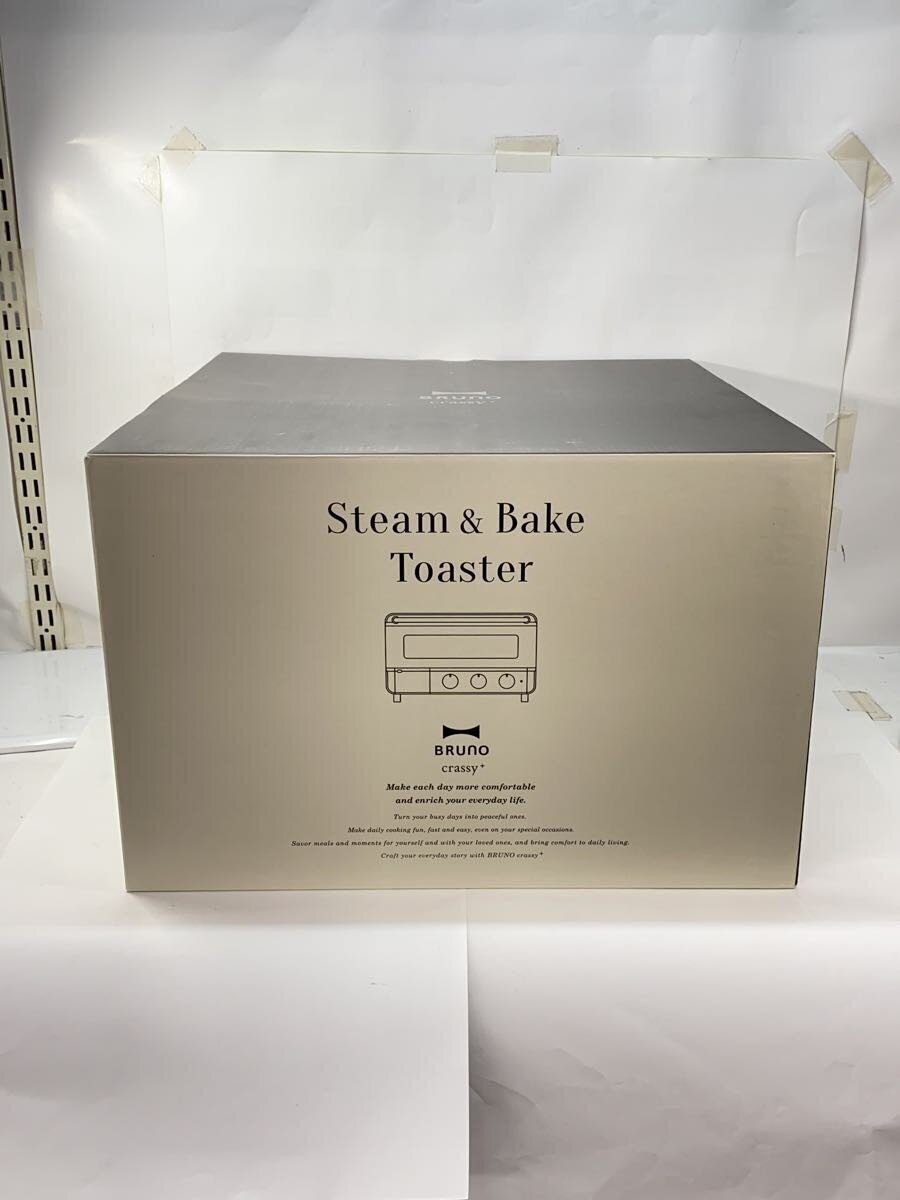 BRUNO
crassy+
Steam & Bake
Toaster
BRUNO
crassy+
Make each day more comfortable
and enrich your everyday life.
Turn your busy days into peaceful ones.
Make daily cooking fun, fast and easy, even on your special occasions.
Savor meals and moments for yourself and with your loved ones, and bring comfort to daily living.
Craft your everyday story with BRUNO crassy+